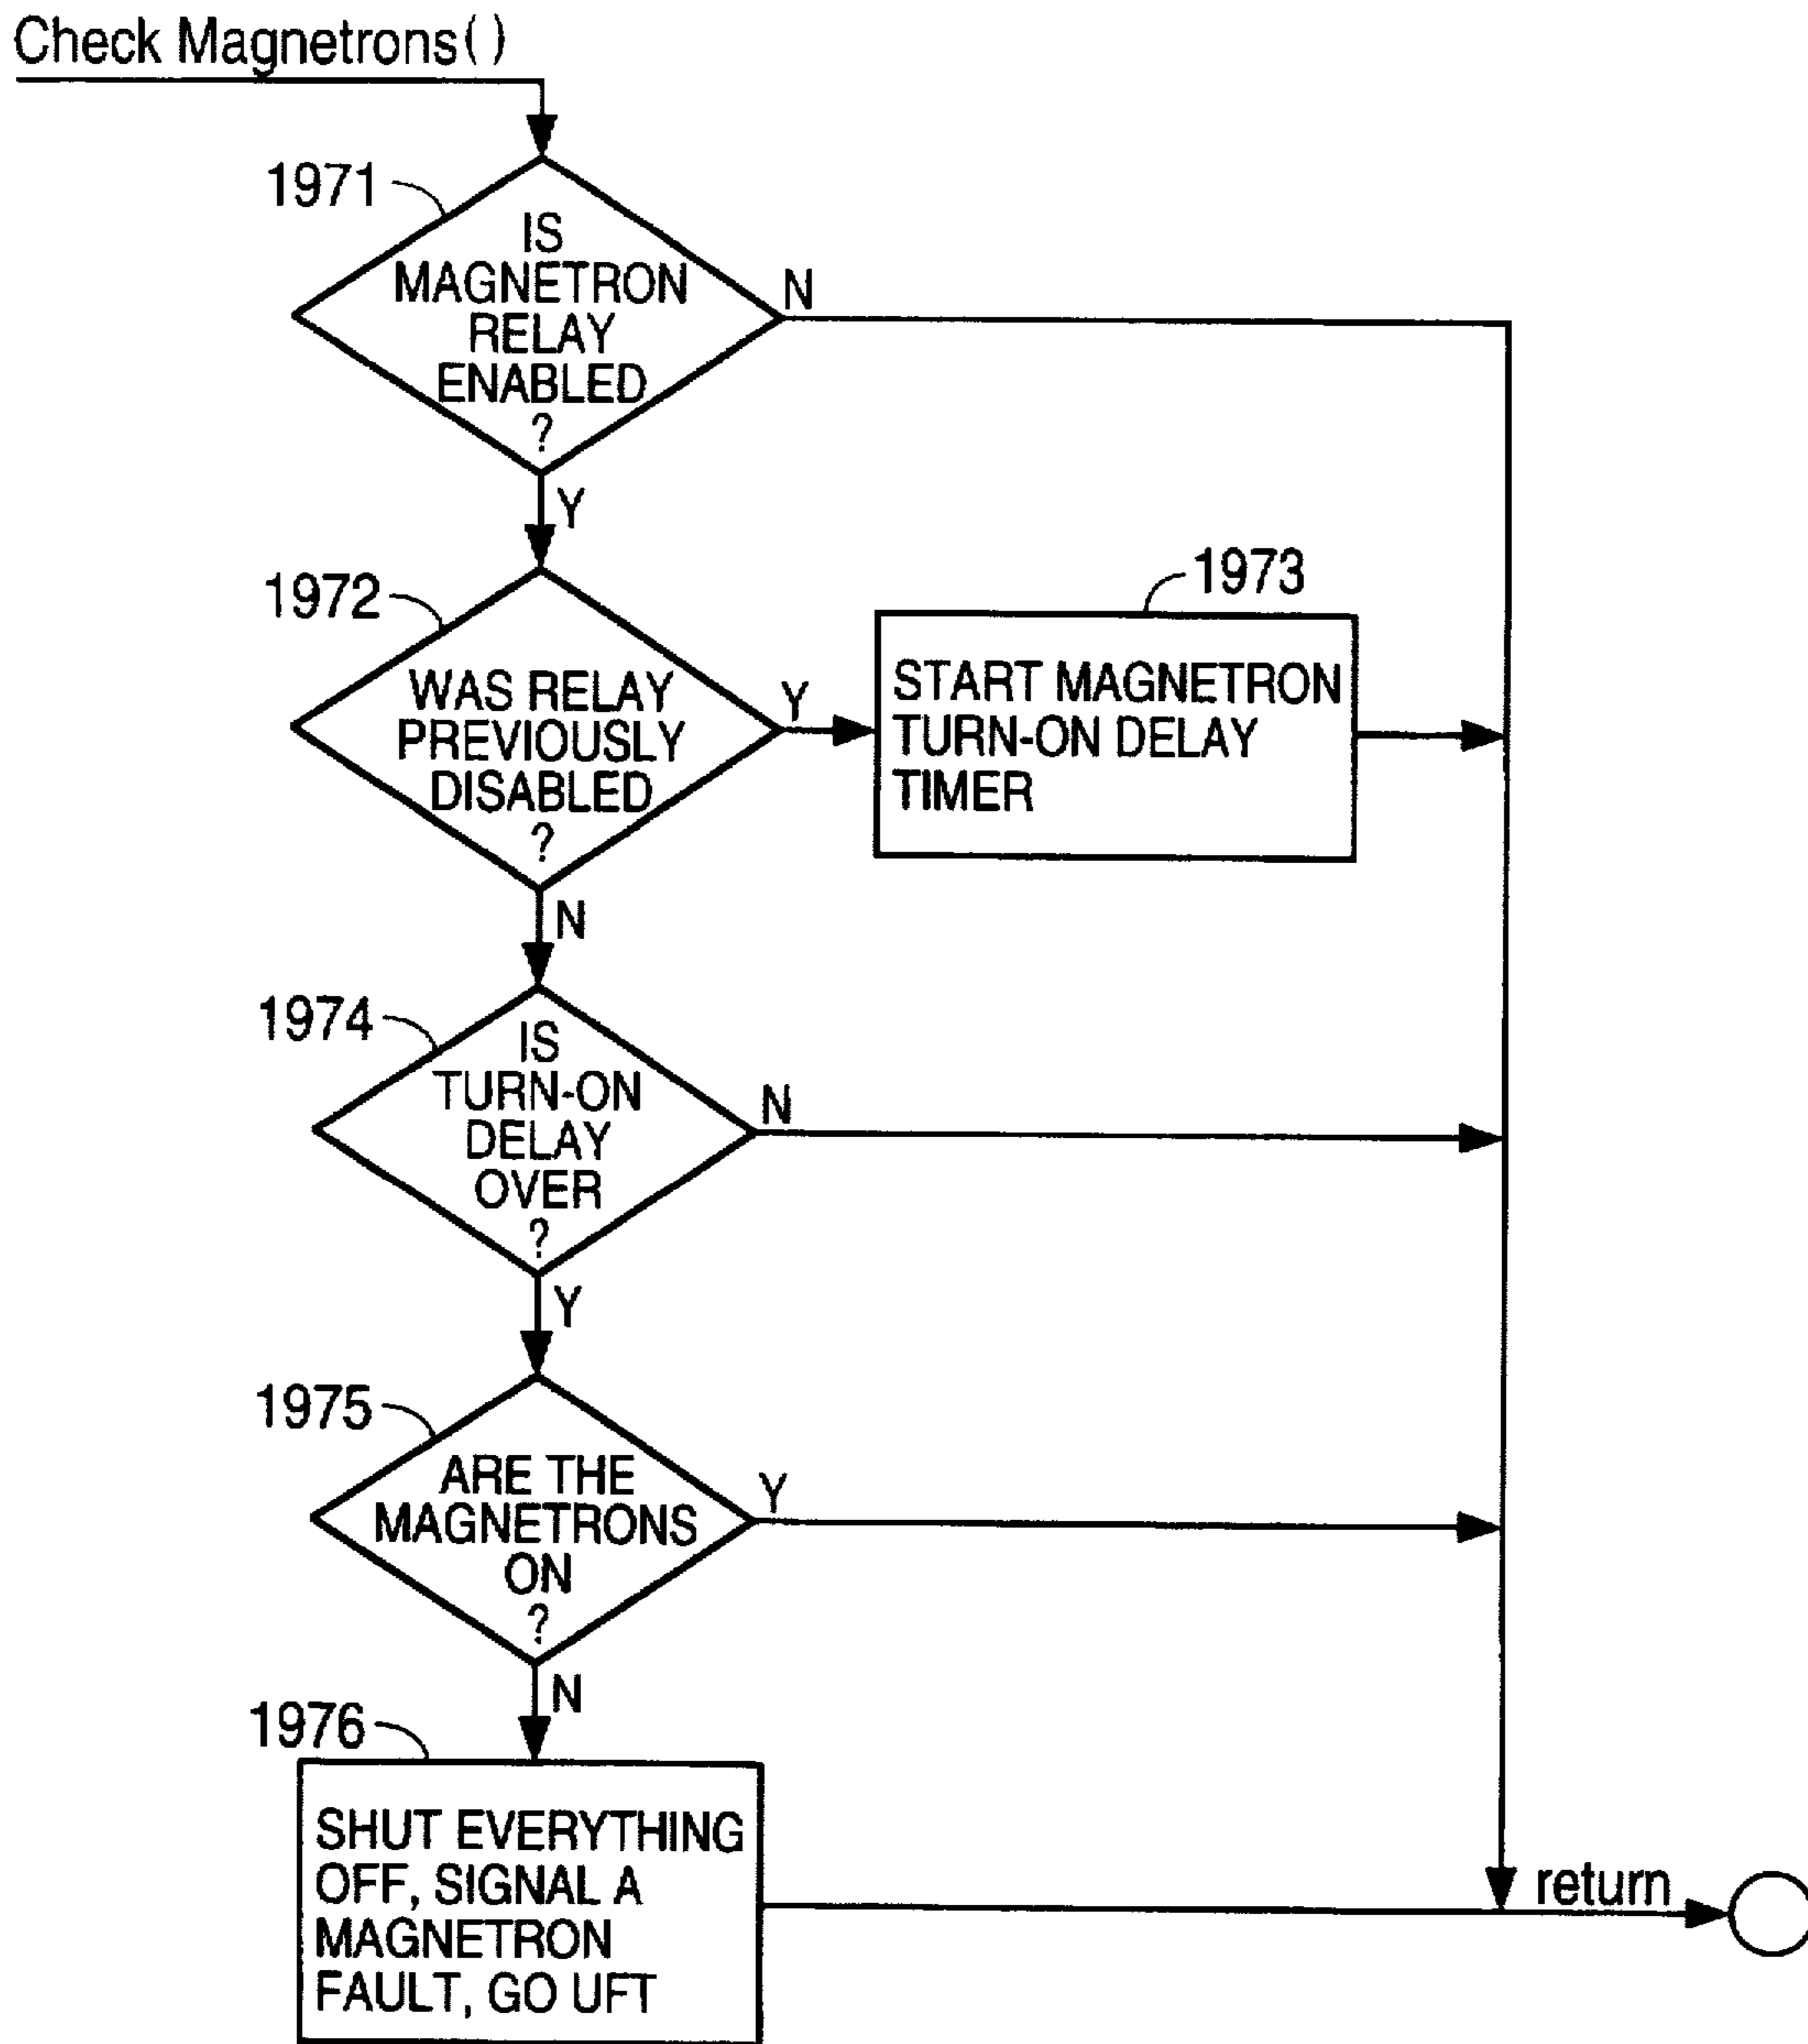 Check Magnetrons()
1971
IS
MAGNETRON
RELAY
ENABLED
?
N
Y
1972
WAS RELAY
PREVIOUSLY
DISABLED
?
Y
1973
START MAGNETRON
TURN-ON DELAY
TIMER
N
1974
IS
TURN-ON
DELAY
OVER
?
N
Y
1975
ARE THE
MAGNETRONS
ON
?
Y
N
1976
SHUT EVERYTHING
OFF, SIGNAL A
MAGNETRON
FAULT, GO UFT
return